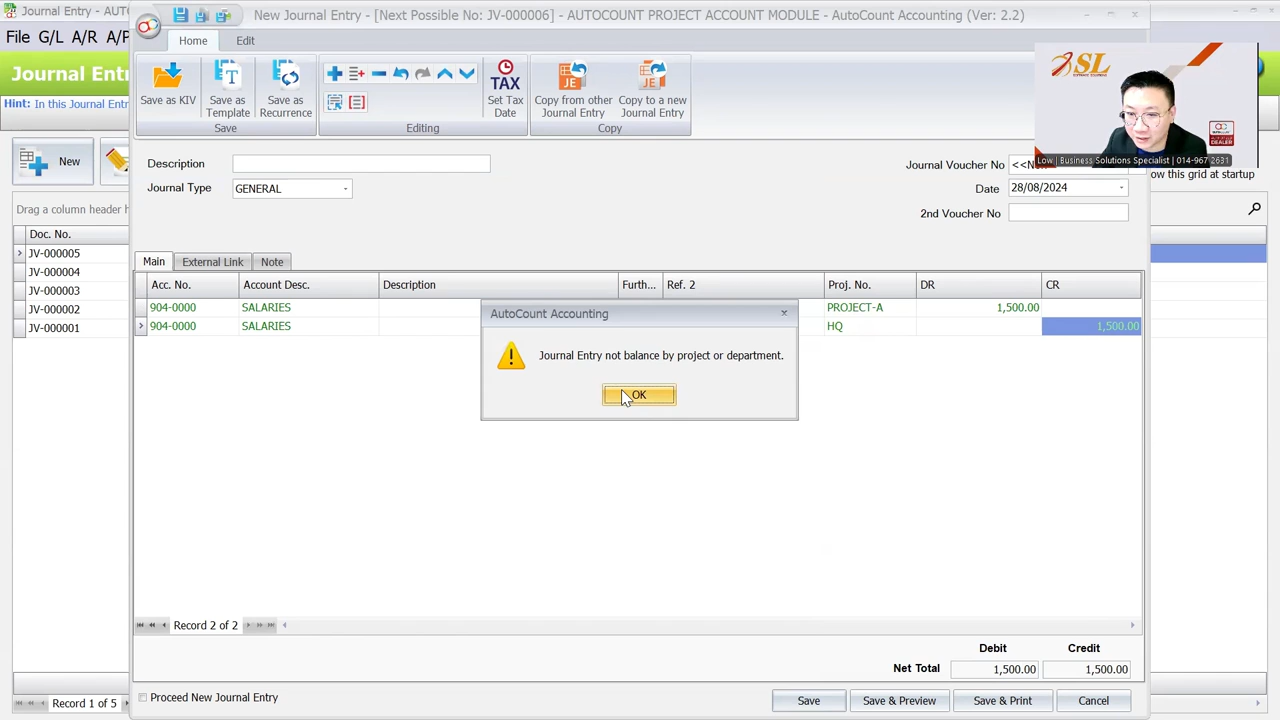 New Journal Entry - [Next Possible No: JV-000006] - AUTOCOUNT PROJECT ACCOUNT MODULE - AutoCount Accounting (Ver: 2.2)
Journal Entry - AUTO
File G/L A/R A/P
Home Edit
Journal Ent
Hint: In this Journal Entr
Save as KIV
Save as Template
Save as Recurrence
Save
Editing
TAX
Set Tax Date
Copy from other Journal Entry
Copy to a new Journal Entry
Copy
SL
Low | Business Solutions Specialist | 014-967 2631
New
Description
Journal Type GENERAL
Journal Voucher No <<N
Date 28/08/2024
2nd Voucher No
ow this grid at startup
Drag a column header h
Doc. No.
JV-000005
JV-000004
JV-000003
JV-000002
JV-000001
Main External Link Note
Acc. No. Account Desc. Description Furth... Ref. 2 Proj. No. DR CR
904-0000 SALARIES PROJECT-A 1,500.00
904-0000 SALARIES HQ 1,500.00
AutoCount Accounting
Journal Entry not balance by project or department.
OK
Record 2 of 2
Debit Credit
Net Total 1,500.00 1,500.00
Record 1 of 5
Proceed New Journal Entry
Save Save & Preview Save & Print Cancel